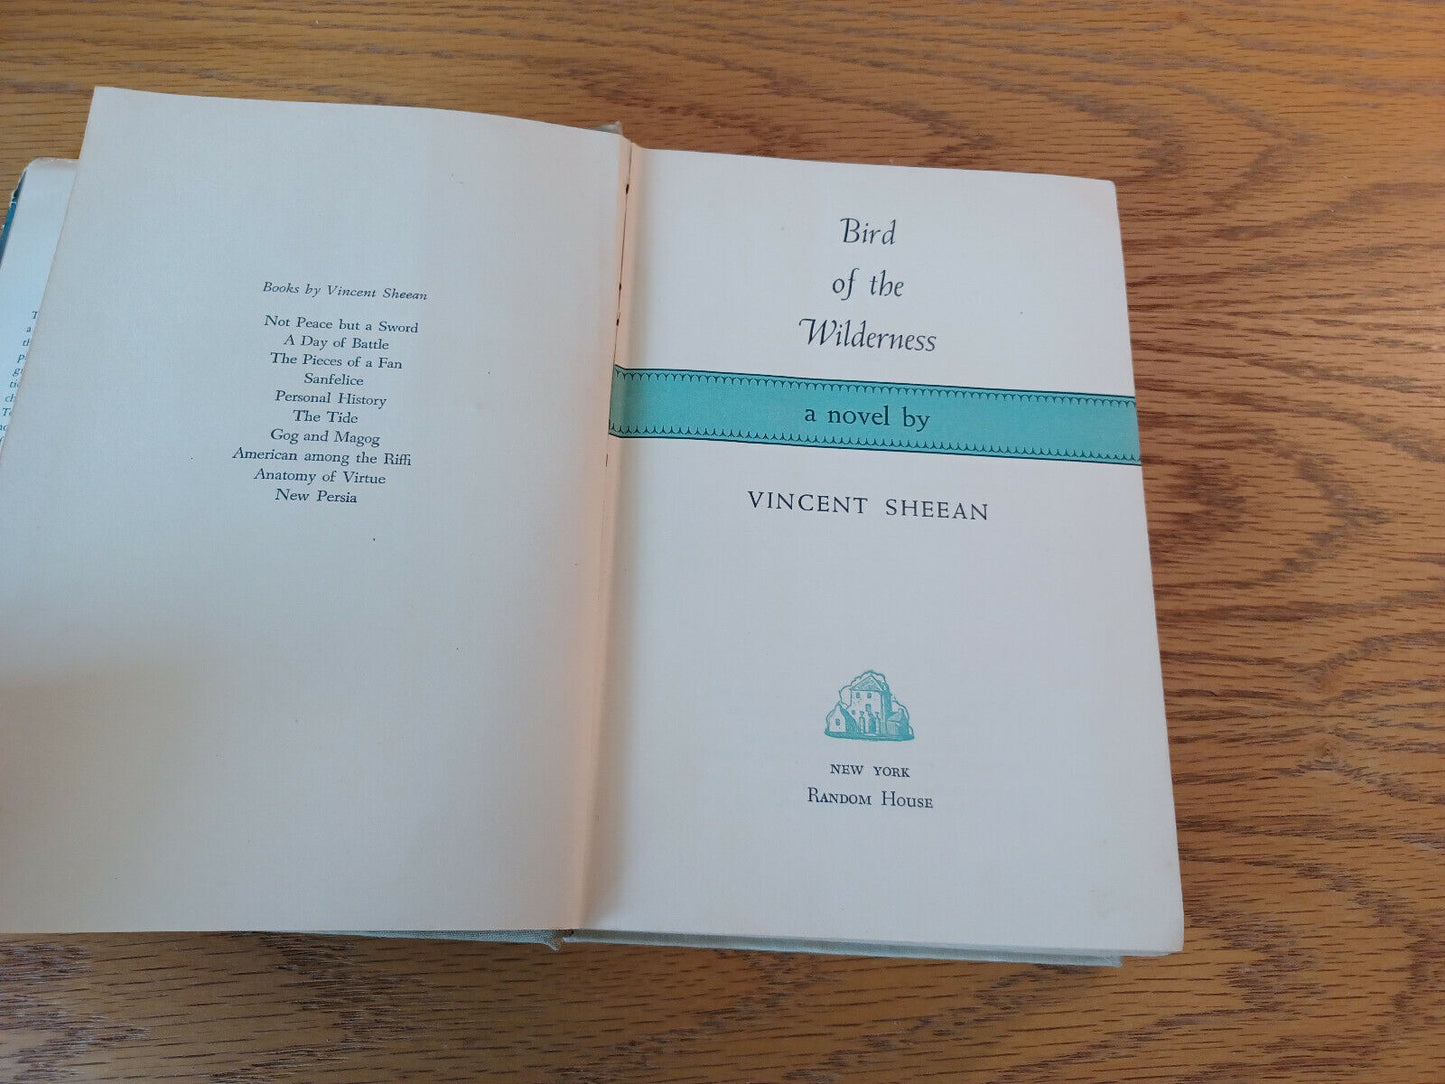 Books by Vincent Sheean
Not Peace but a Sword
A Day of Battle
The Pieces of a Fan
Sanfelice
Personal History
The Tide
Gog and Magog
American among the Riffi
Anatomy of Virtue
New Persia
Bird
of the
Wilderness
a novel by
VINCENT SHEEAN
NEW YORK
RANDOM HOUSE